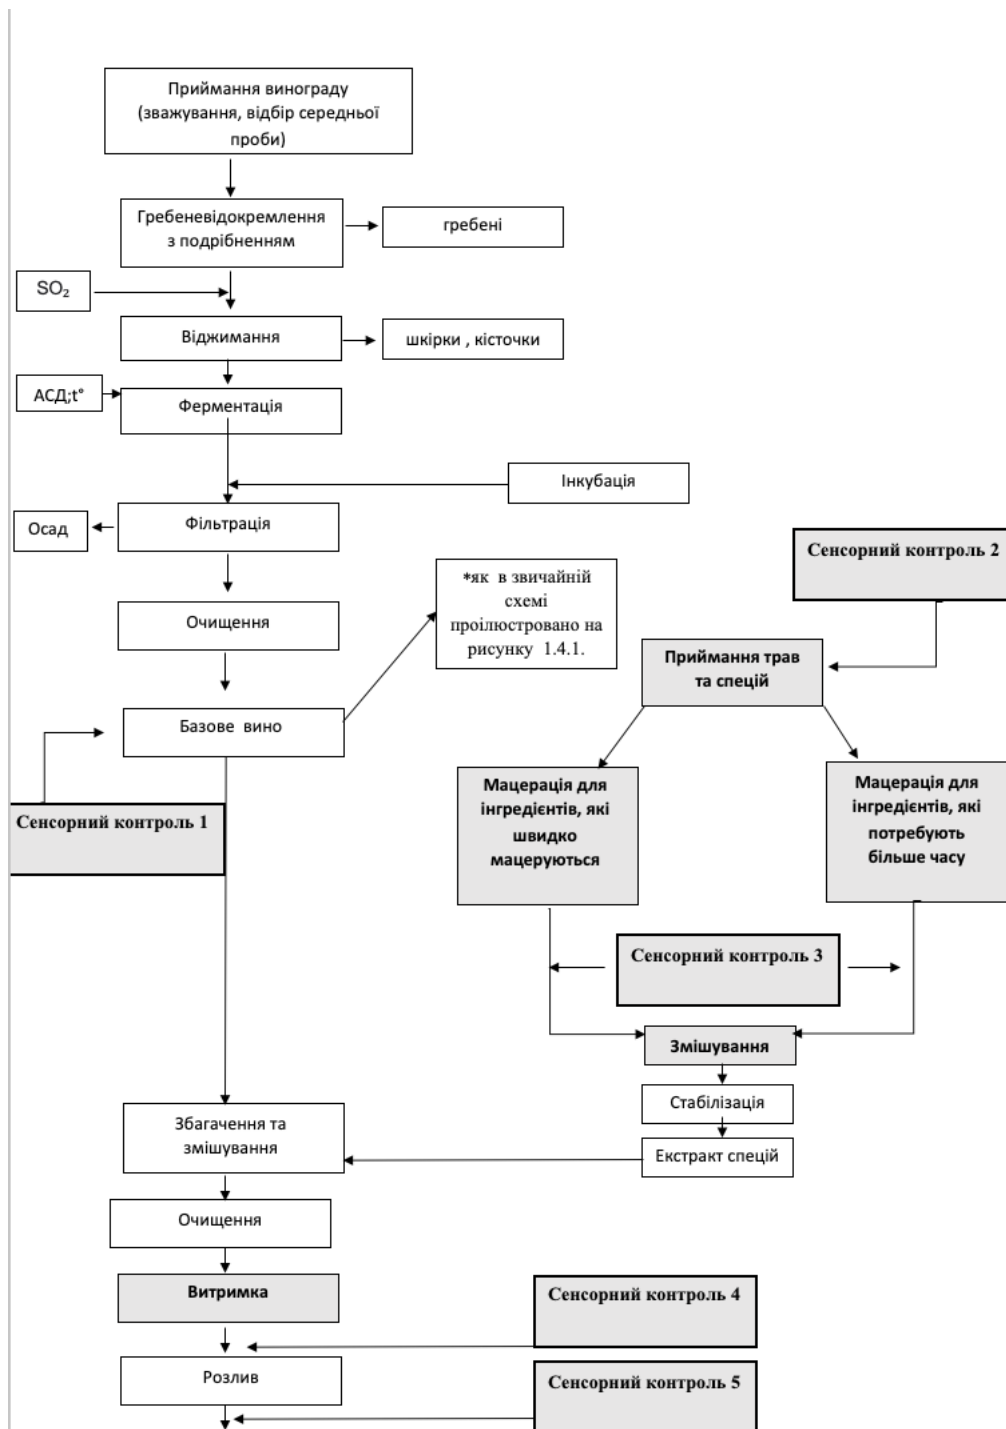 Приймання винограду
(зважування, відбір середньої
проби)
Гребеневідокремлення
з подрібненням
гребені
SO₂
Віджимання
шкірки , кісточки
АСД;t°
Ферментація
Інкубація
Фільтрація
Осад
Сенсорний контроль 2
*як в звичайній
схемі
проілюстровано на
рисунку 1.4.1.
Очищення
Приймання трав
та спецій
Базове вино
Мацерація для
інгредієнтів, які
швидко
мацеруються
Мацерація для
інгредієнтів, які
потребують
більше часу
Сенсорний контроль 1
Сенсорний контроль 3
Змішування
Стабілізація
Збагачення та
змішування
Екстракт спецій
Очищення
Витримка
Сенсорний контроль 4
Розлив
Сенсорний контроль 5